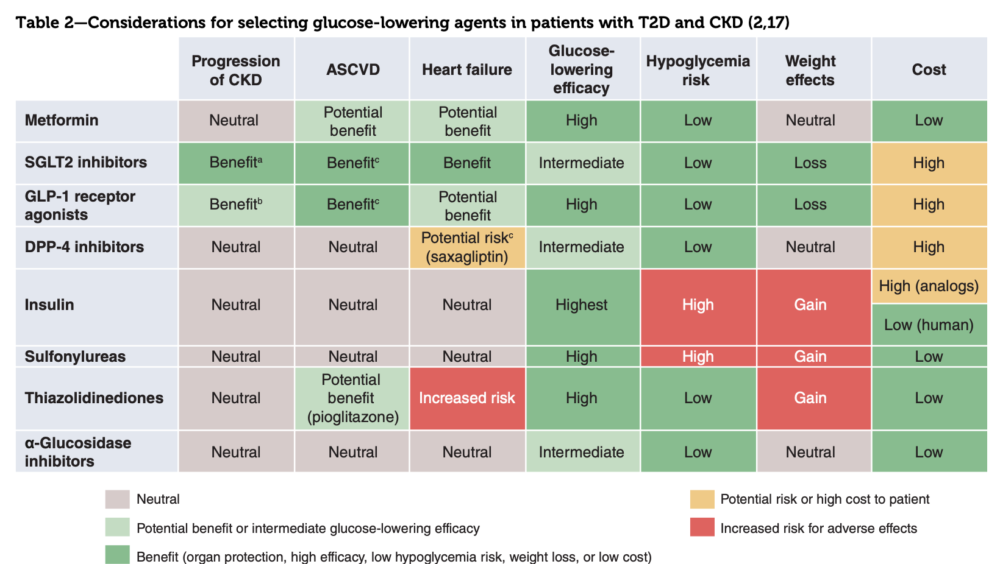 Table 2—Considerations for selecting glucose-lowering agents in patients with T2D and CKD (2,17)
Progression of CKD | ASCVD | Heart failure | Glucose-lowering efficacy | Hypoglycemia risk | Weight effects | Cost
Metformin | Neutral | Potential benefit | Potential benefit | High | Low | Neutral | Low
SGLT2 inhibitors | Benefitᵃ | Benefitᶜ | Benefit | Intermediate | Low | Loss | High
GLP-1 receptor agonists | Benefitᵇ | Benefitᶜ | Potential benefit | High | Low | Loss | High
DPP-4 inhibitors | Neutral | Neutral | Potential riskᶜ (saxagliptin) | Intermediate | Low | Neutral | High
Insulin | Neutral | Neutral | Neutral | Highest | High | Gain | High (analogs) | Low (human)
Sulfonylureas | Neutral | Neutral | Neutral | High | High | Gain | Low
Thiazolidinediones | Neutral | Potential benefit (pioglitazone) | Increased risk | High | Low | Gain | Low
α-Glucosidase inhibitors | Neutral | Neutral | Neutral | Intermediate | Low | Neutral | Low
Neutral
Potential benefit or intermediate glucose-lowering efficacy
Benefit (organ protection, high efficacy, low hypoglycemia risk, weight loss, or low cost)
Potential risk or high cost to patient
Increased risk for adverse effects